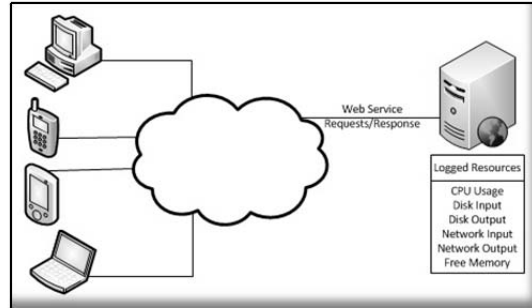 Web Service
Requests/Response
Logged Resources
CPU Usage
Disk Input
Disk Output
Network Input
Network Output
Free Memory